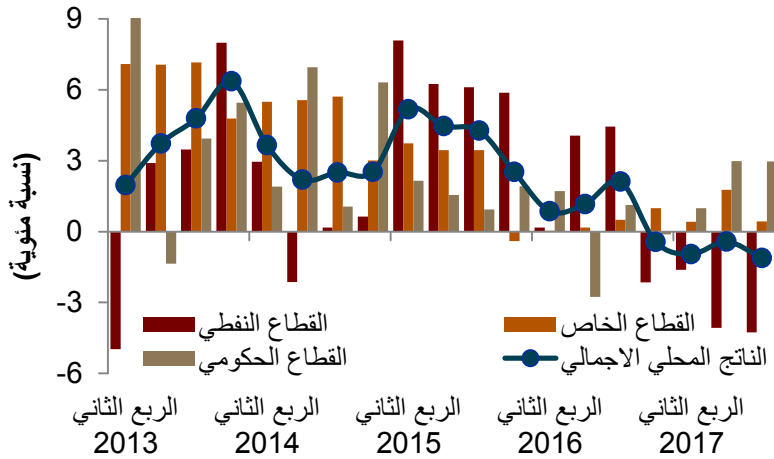 (نسبة مئوية)
9
6
3
0
-3
-6
القطاع النفطي
القطاع الخاص
القطاع الحكومي
الناتج المحلي الاجمالي
الربع الثاني
2013
الربع الثاني
2014
الربع الثاني
2015
الربع الثاني
2016
الربع الثاني
2017